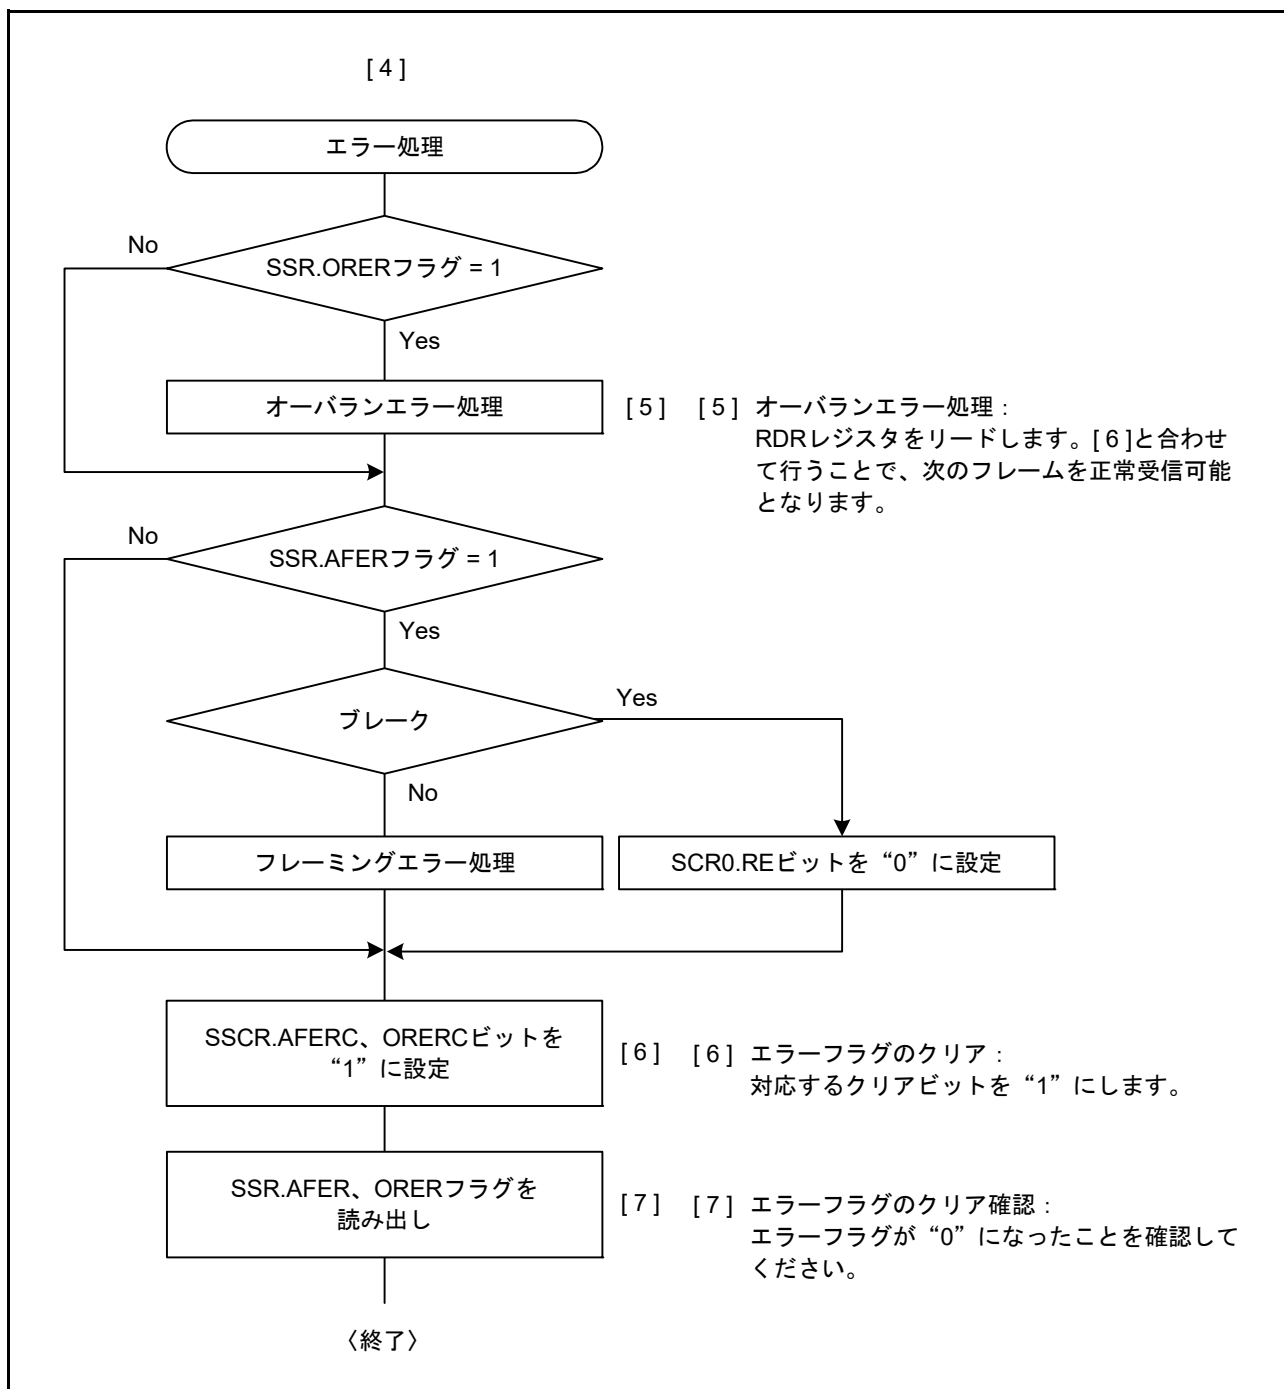 [ 4 ]
エラー処理
No
SSR.ORERフラグ = 1
Yes
オーバランエラー処理
[ 5 ]
[ 5 ] オーバランエラー処理：
RDRレジスタをリードします。[ 6 ]と合わせ
て行うことで、次のフレームを正常受信可能
となります。
No
SSR.AFERフラグ = 1
Yes
ブレーク
Yes
No
フレーミングエラー処理
SCR0.REビットを“0”に設定
SSCR.AFERC、ORERCビットを
“1”に設定
[ 6 ]
[ 6 ] エラーフラグのクリア：
対応するクリアビットを“1”にします。
SSR.AFER、ORERフラグを
読み出し
[ 7 ]
[ 7 ] エラーフラグのクリア確認：
エラーフラグが“0”になったことを確認して
ください。
〈終了〉